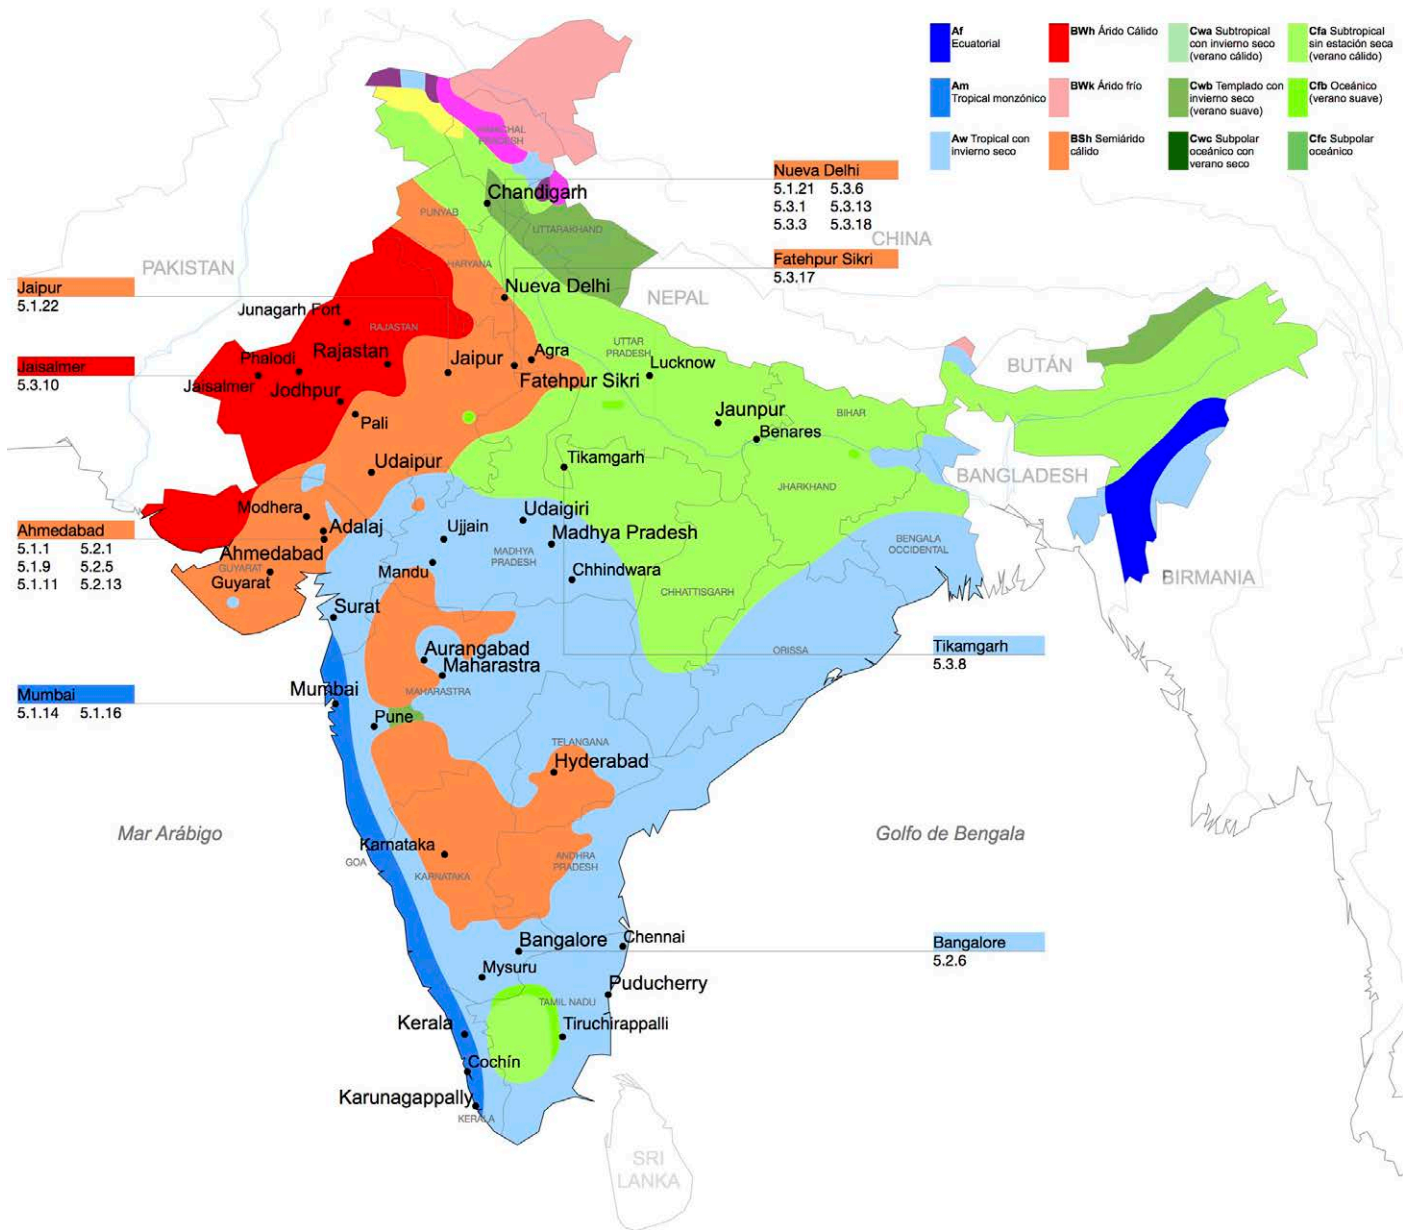 Af
Ecuatorial
Am
Tropical monzónico
Aw Tropical con
invierno seco
BWh Árido Cálido
BWk Árido frío
BSh Semiárido
cálido
Cwa Subtropical
con invierno seco
(verano cálido)
Cwb Templado con
invierno seco
(verano suave)
Cwc Subpolar
oceánico con
verano seco
Cfa Subtropical
sin estación seca
(verano cálido)
Cfb Oceánico
(verano suave)
Cfc Subpolar
oceánico
HIMACHAL
PRADESH
Nueva Delhi
5.1.21 5.3.6
5.3.1 5.3.13
5.3.3 5.3.18
Chandigarh
PUNYAB
UTTARAKHAND
CHINA
PAKISTAN
HARYANA
Fatehpur Sikri
5.3.17
Jaipur
5.1.22
Nueva Delhi
NEPAL
Junagarh Fort
RAJASTAN
UTTAR
PRADESH
Jaisalmer
5.3.10
Phalodi
Rajastan
Jaipur
Agra
Lucknow
BUTÁN
Jaisalmer
Fatehpur Sikri
Jodhpur
Pali
Jaunpur
BIHAR
Benares
Udaipur
Tikamgarh
BANGLADESH
JHARKHAND
Modhera
Udaigiri
Ahmedabad
5.1.1 5.2.1
5.1.9 5.2.5
5.1.11 5.2.13
Adalaj
Ujjain
Madhya Pradesh
BENGALA
OCCIDENTAL
Ahmedabad
MADHYA
PRADESH
GUYARAT
Guyarat
Mandu
Chhindwara
BIRMANIA
CHHATTISGARH
Surat
Aurangabad
Maharastra
ORISSA
Tikamgarh
5.3.8
Mumbai
5.1.14 5.1.16
Mumbai
MAHARASTRA
Pune
TELANGANA
Hyderabad
Mar Arábigo
Golfo de Bengala
Karnataka
GOA
KARNATAKA
ANDHRA
PRADESH
Bangalore
Chennai
Bangalore
5.2.6
Mysuru
Puducherry
TAMIL NADU
Kerala
Tiruchirappalli
Cochín
Karunagappally
KERALA
SRI
LANKA